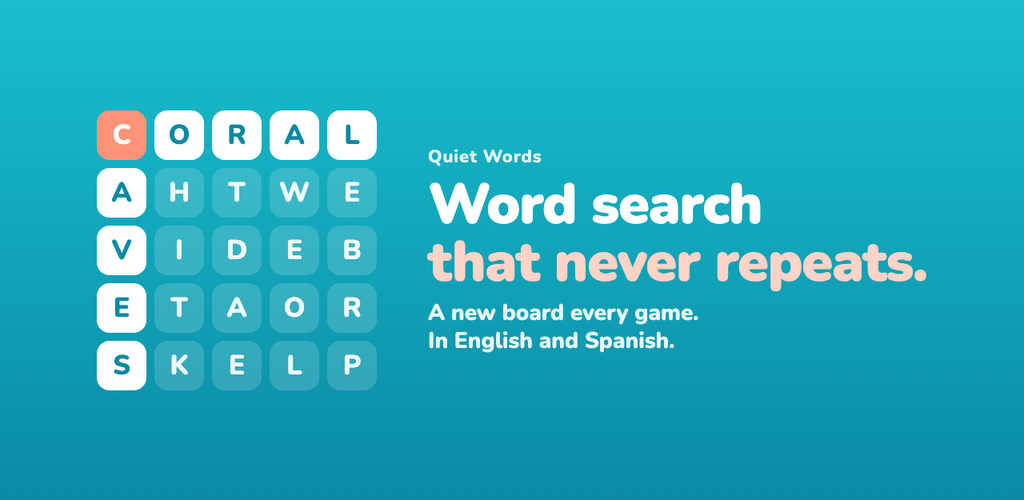 C O R A L
A H T W E
V I D E B
E T A O R
S K E L P
Quiet Words
Word search
that never repeats.
A new board every game.
In English and Spanish.